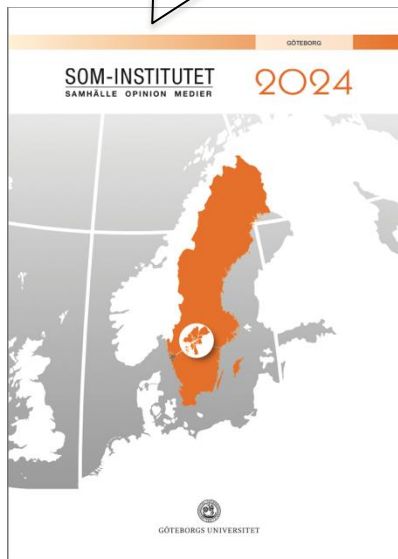 GÖTEBORG
SOM-INSTITUTET
SAMHÄLLE OPINION MEDIER
2024
GÖTEBORGS UNIVERSITET